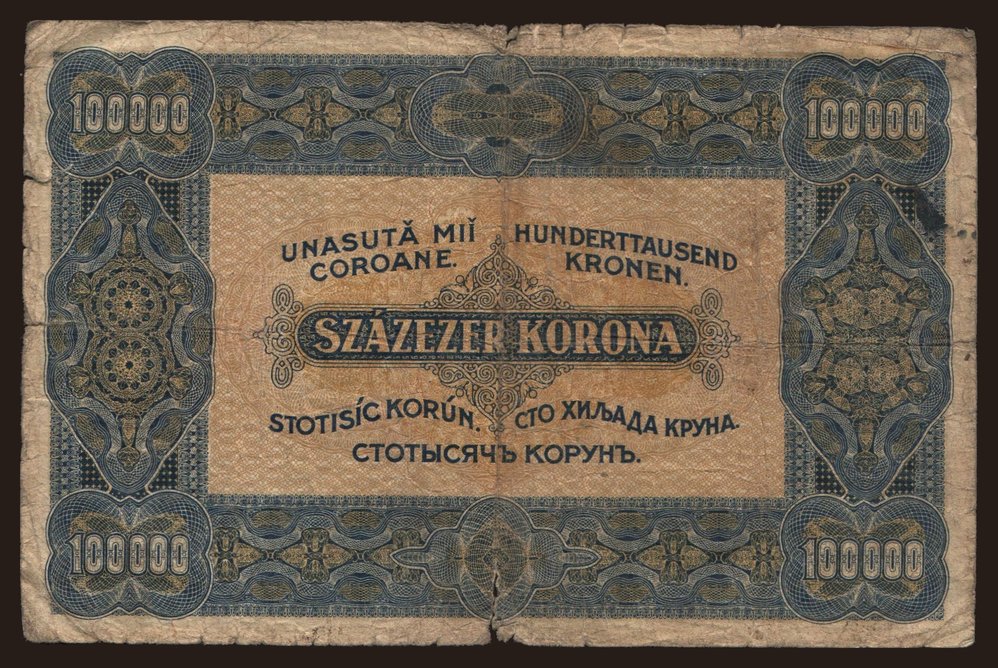 100000 100000
UNASUTĂ MIĬ
COROANE.
HUNDERTTAUSEND
KRONEN.
SZÁZEZER KORONA
STOTISÍC KORÚN.
СТО ХИЉАДА КРУНА.
СТОТЫСЯЧЪ КОРУНЪ.
100000 100000